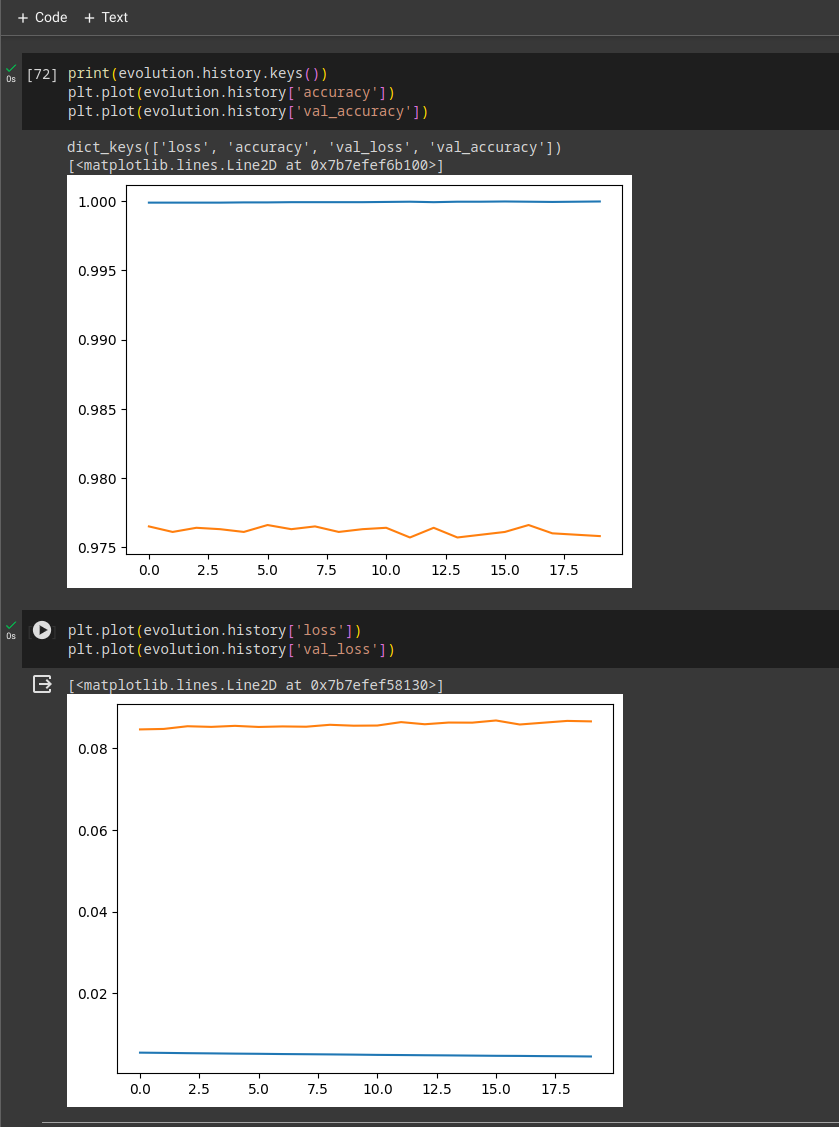 + Code + Text
0s
[72] print(evolution.history.keys())
plt.plot(evolution.history['accuracy'])
plt.plot(evolution.history['val_accuracy'])
dict_keys(['loss', 'accuracy', 'val_loss', 'val_accuracy'])
[<matplotlib.lines.Line2D at 0x7b7efef6b100>]
1.000
0.995
0.990
0.985
0.980
0.975
0.0 2.5 5.0 7.5 10.0 12.5 15.0 17.5
0s
plt.plot(evolution.history['loss'])
plt.plot(evolution.history['val_loss'])
[<matplotlib.lines.Line2D at 0x7b7efef58130>]
0.08
0.06
0.04
0.02
0.0 2.5 5.0 7.5 10.0 12.5 15.0 17.5